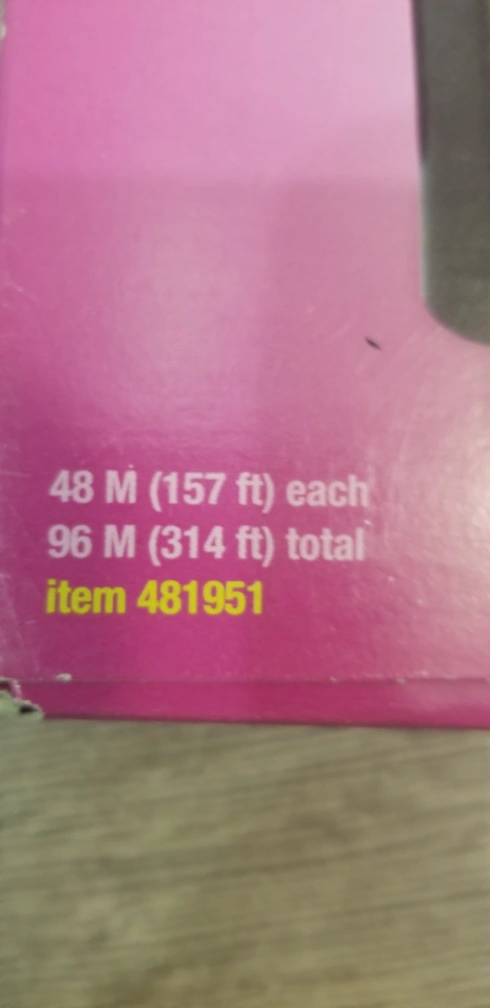 48 M (157 ft) each
96 M (314 ft) total
item 481951